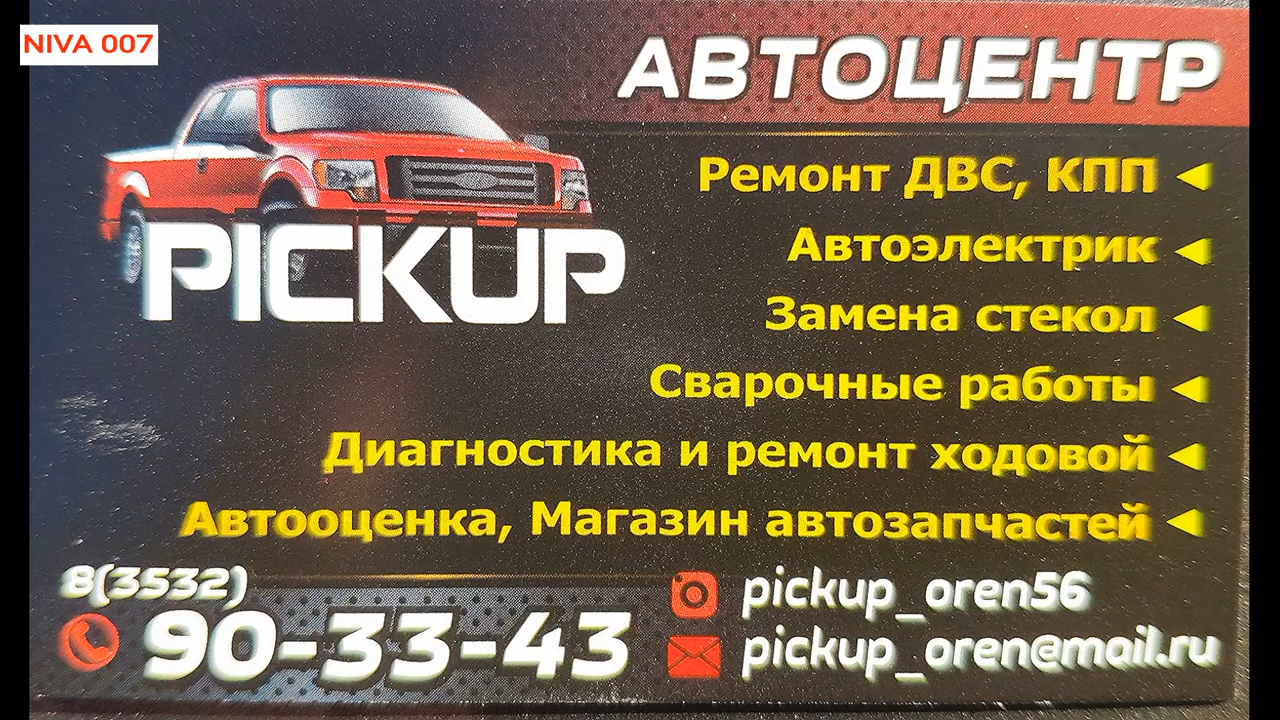 NIVA 007
АВТОЦЕНТР
PICKUP
Ремонт ДВС, КПП
Автоэлектрик
Замена стекол
Сварочные работы
Диагностика и ремонт ходовой
Автооценка, Магазин автозапчастей
8(3532)
90-33-43
pickup_oren56
pickup_oren@mail.ru